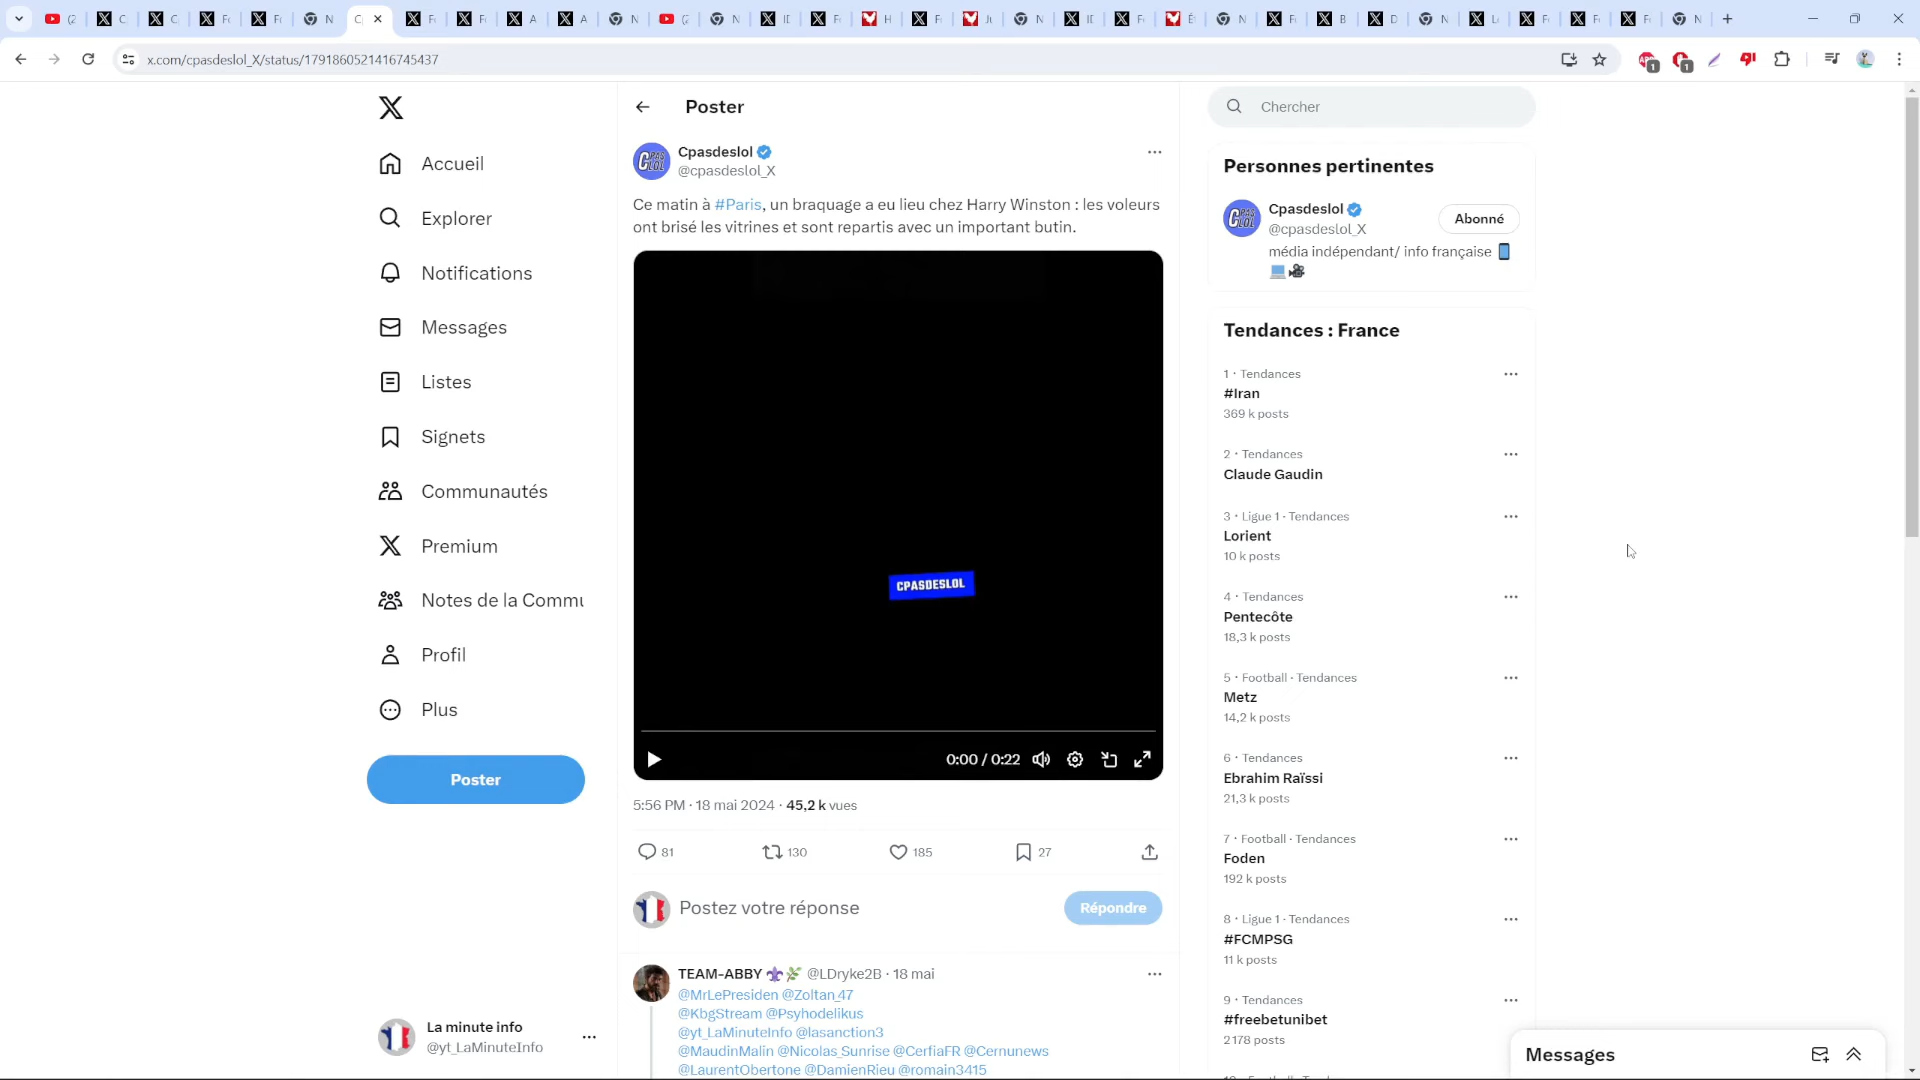 x.com/cpasdeslol_X/status/1791860521416745437
Accueil
Explorer
Notifications
Messages
Listes
Signets
Communautés
Premium
Notes de la Commu
Profil
Plus
Poster
La minute info
@yt_LaMinuteInfo
Poster
Cpasdeslol
@cpasdeslol_X
Ce matin à #Paris, un braquage a eu lieu chez Harry Winston : les voleurs
ont brisé les vitrines et sont repartis avec un important butin.
CPASDESLOL
0:00 / 0:22
5:56 PM · 18 mai 2024 · 45,2 k vues
81 130 185 27
Postez votre réponse
Répondre
TEAM-ABBY @LDryke2B · 18 mai
@MrLePresiden @Zoltan_47
@KbgStream @Psyhodelikus
@yt_LaMinuteInfo @lasanction3
@MaudinMalin @Nicolas_Sunrise @CerfiaFR @Cernunews
@LaurentObertone @DamienRieu @romain3415
Chercher
Personnes pertinentes
Cpasdeslol
@cpasdeslol_X
Abonné
média indépendant/ info française
Tendances : France
1 · Tendances
#Iran
369 k posts
2 · Tendances
Claude Gaudin
3 · Ligue 1 · Tendances
Lorient
10 k posts
4 · Tendances
Pentecôte
18,3 k posts
5 · Football · Tendances
Metz
14,2 k posts
6 · Tendances
Ebrahim Raïssi
21,3 k posts
7 · Football · Tendances
Foden
192 k posts
8 · Ligue 1 · Tendances
#FCMPSG
11 k posts
9 · Tendances
#freebetunibet
2 178 posts
Messages